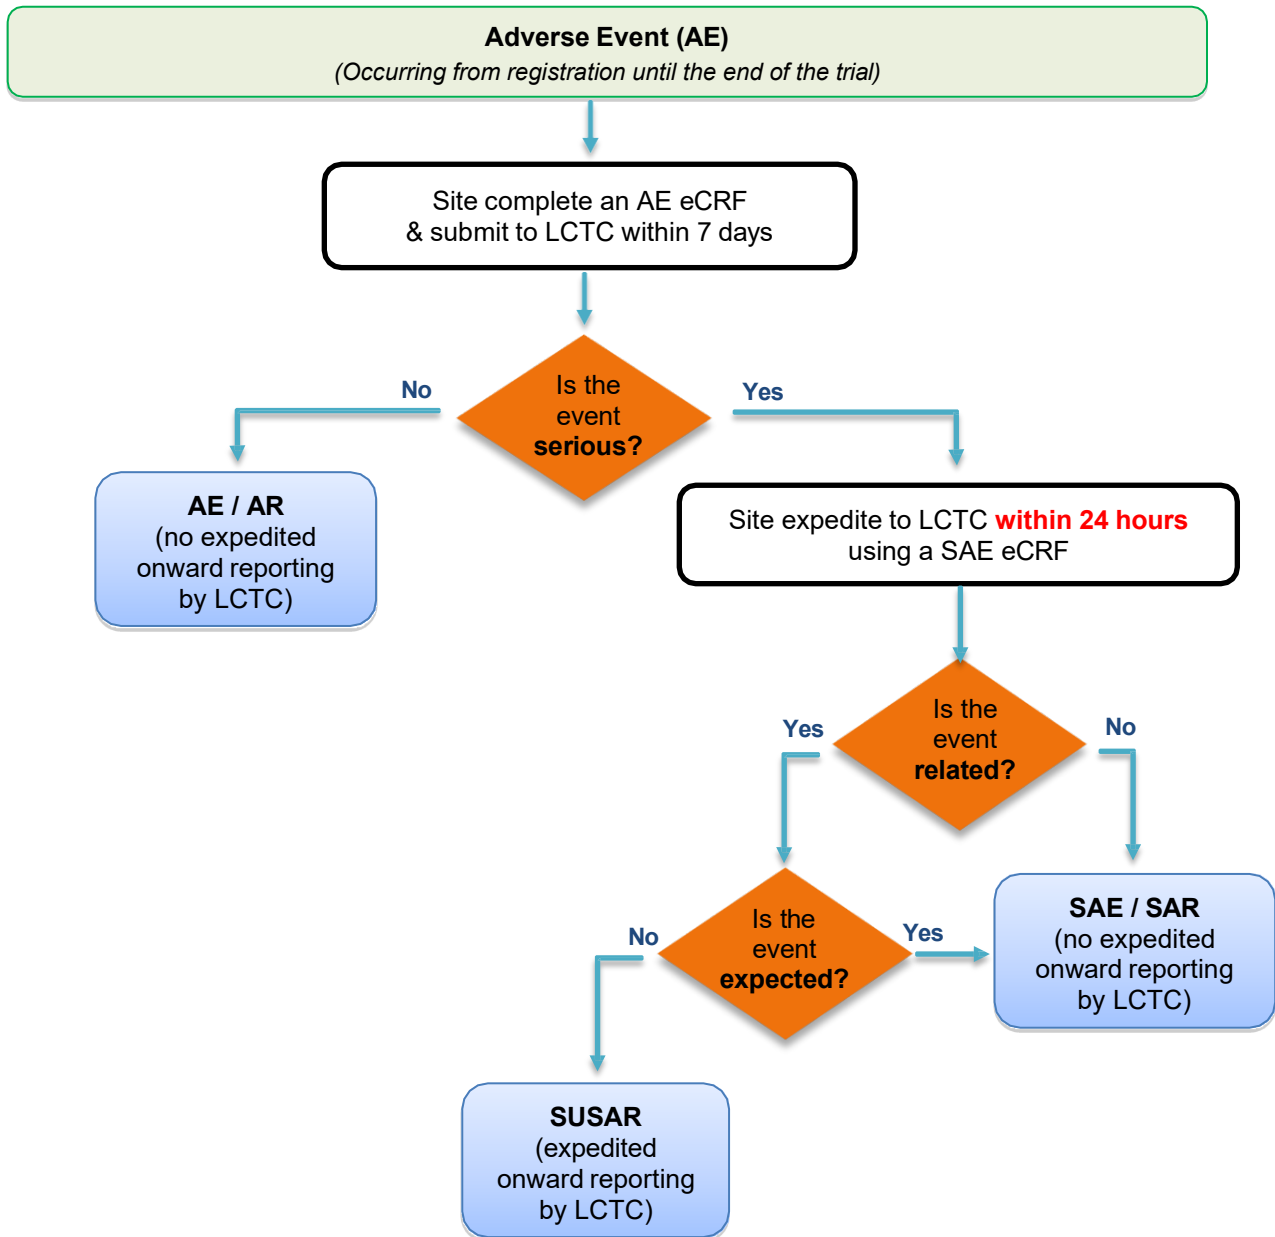 Adverse Event (AE)
(Occurring from registration until the end of the trial)
Site complete an AE eCRF
& submit to LCTC within 7 days
Is the
event
serious?
No
Yes
AE / AR
(no expedited
onward reporting
by LCTC)
Site expedite to LCTC within 24 hours
using a SAE eCRF
Is the
event
related?
Yes
No
Is the
event
expected?
No
Yes
SAE / SAR
(no expedited
onward reporting
by LCTC)
SUSAR
(expedited
onward reporting
by LCTC)